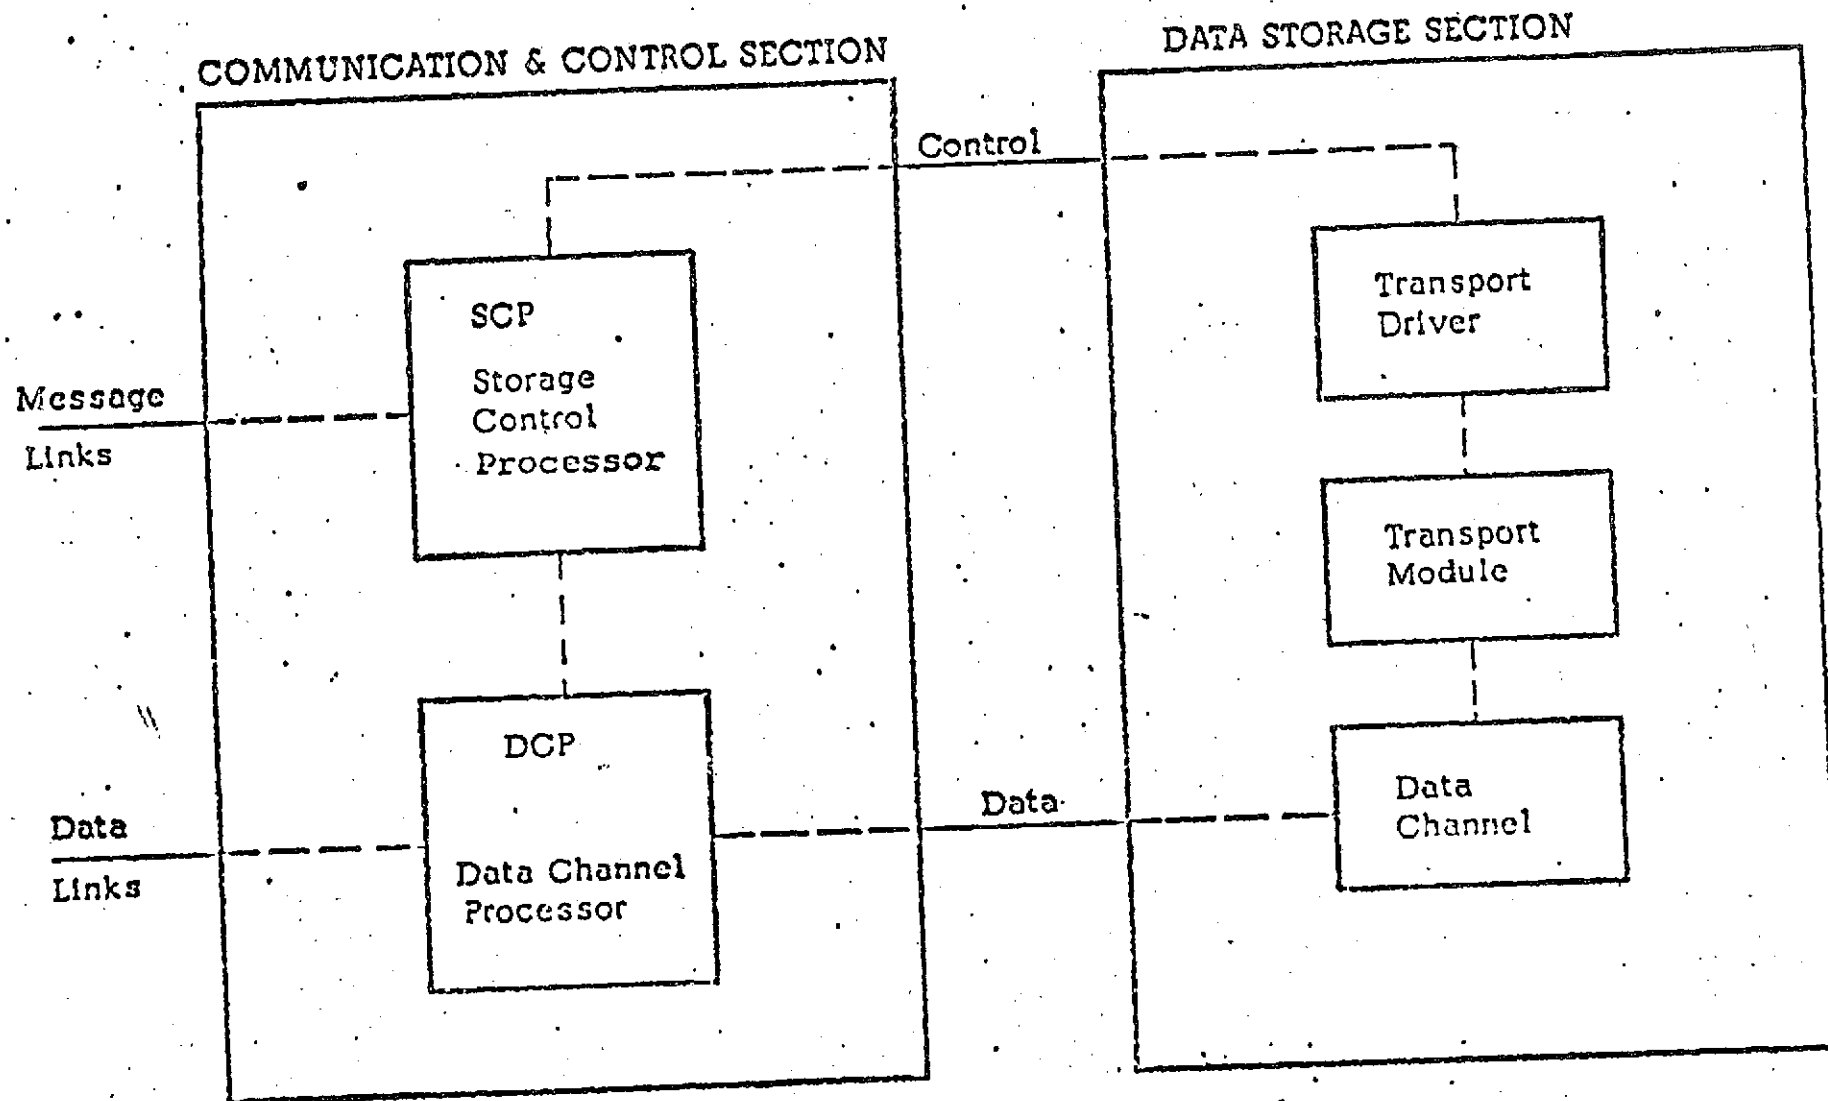 COMMUNICATION & CONTROL SECTION
DATA STORAGE SECTION
Control
SCP
Storage
Control
Processor
Message
Links
Transport
Driver
Transport
Module
DCP
Data Channel
Processor
Data
Links
Data
Data
Channel